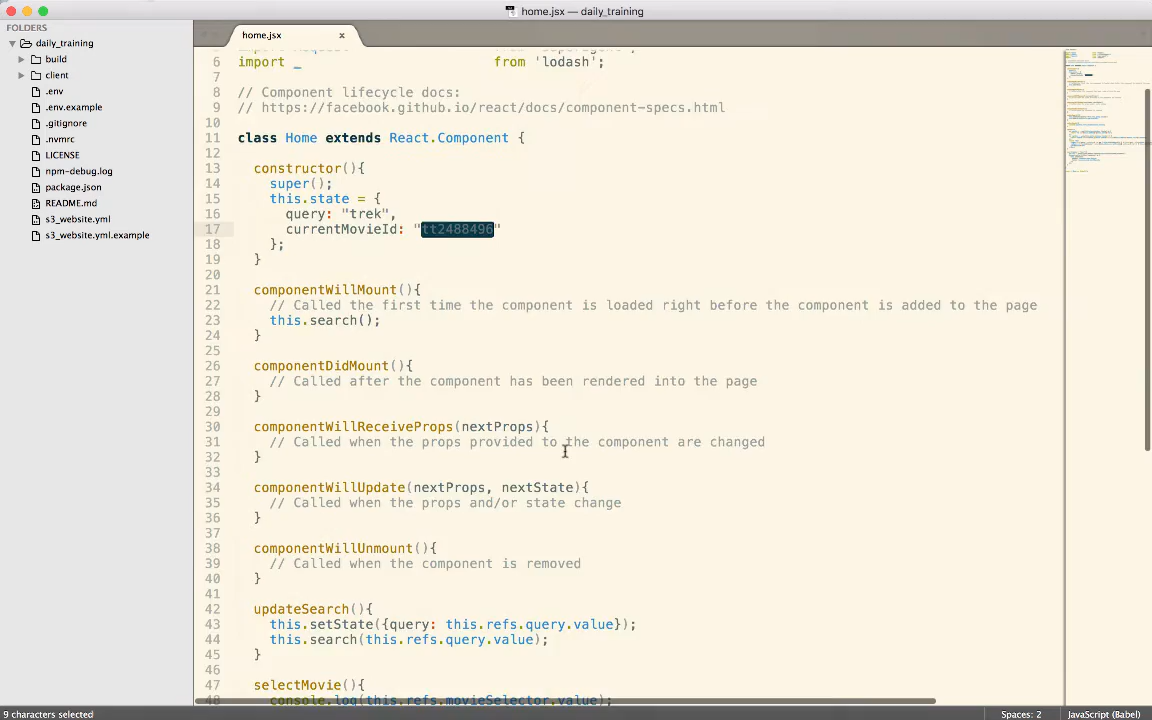 home.jsx — daily_training
FOLDERS
daily_training
build
client
.env
.env.example
.gitignore
.nvmrc
LICENSE
npm-debug.log
package.json
README.md
s3_website.yml
s3_website.yml.example
home.jsx
6 import _ from 'lodash';
7
8 // Component lifecycle docs:
9 // https://facebook.github.io/react/docs/component-specs.html
10
11 class Home extends React.Component {
12
13 constructor(){
14 super();
15 this.state = {
16 query: "trek",
17 currentMovieId: "tt2488496"
18 };
19 }
20
21 componentWillMount(){
22 // Called the first time the component is loaded right before the component is added to the page
23 this.search();
24 }
25
26 componentDidMount(){
27 // Called after the component has been rendered into the page
28 }
29
30 componentWillReceiveProps(nextProps){
31 // Called when the props provided to the component are changed
32 }
33
34 componentWillUpdate(nextProps, nextState){
35 // Called when the props and/or state change
36 }
37
38 componentWillUnmount(){
39 // Called when the component is removed
40 }
41
42 updateSearch(){
43 this.setState({query: this.refs.query.value});
44 this.search(this.refs.query.value);
45 }
46
47 selectMovie(){
48 console.log(this.refs.movieSelector.value);
9 characters selected
Spaces: 2
JavaScript (Babel)